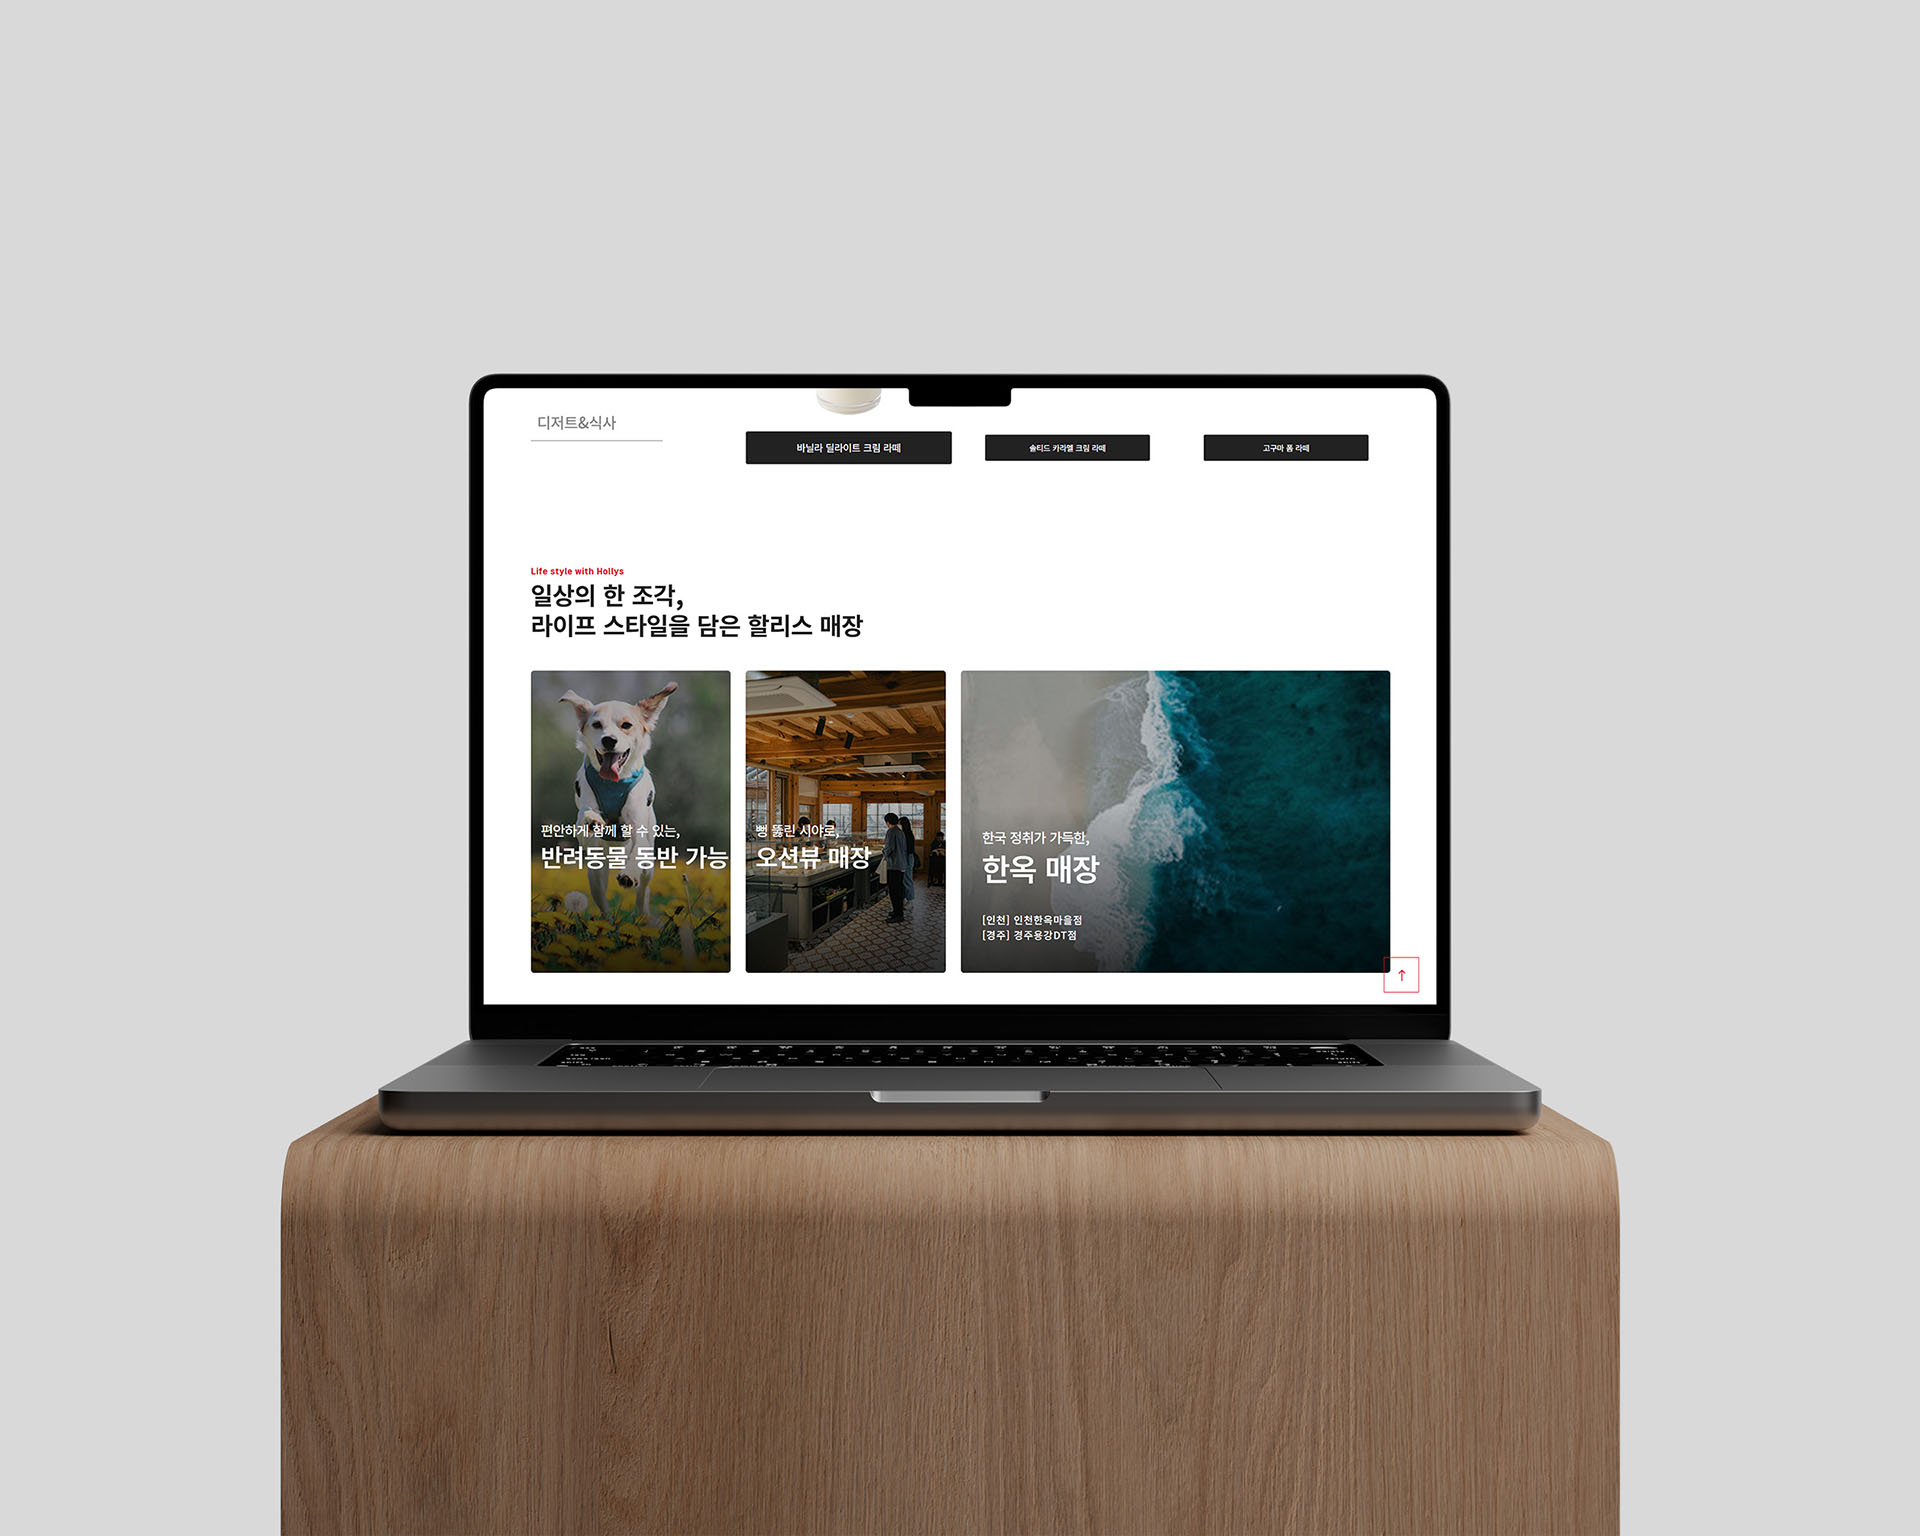 디저트&식사
바닐라 딜라이트 크림 라떼
솔티드 카라멜 크림 라떼
고구마 폼 라떼
Life style with Hollys
일상의 한 조각,
라이프 스타일을 담은 할리스 매장
편안하게 함께 할 수 있는,
반려동물 동반 가능
뻥 뚫린 시야로,
오션뷰 매장
한국 정취가 가득한,
한옥 매장
[인천] 인천한옥마을점
[경주] 경주용강DT점